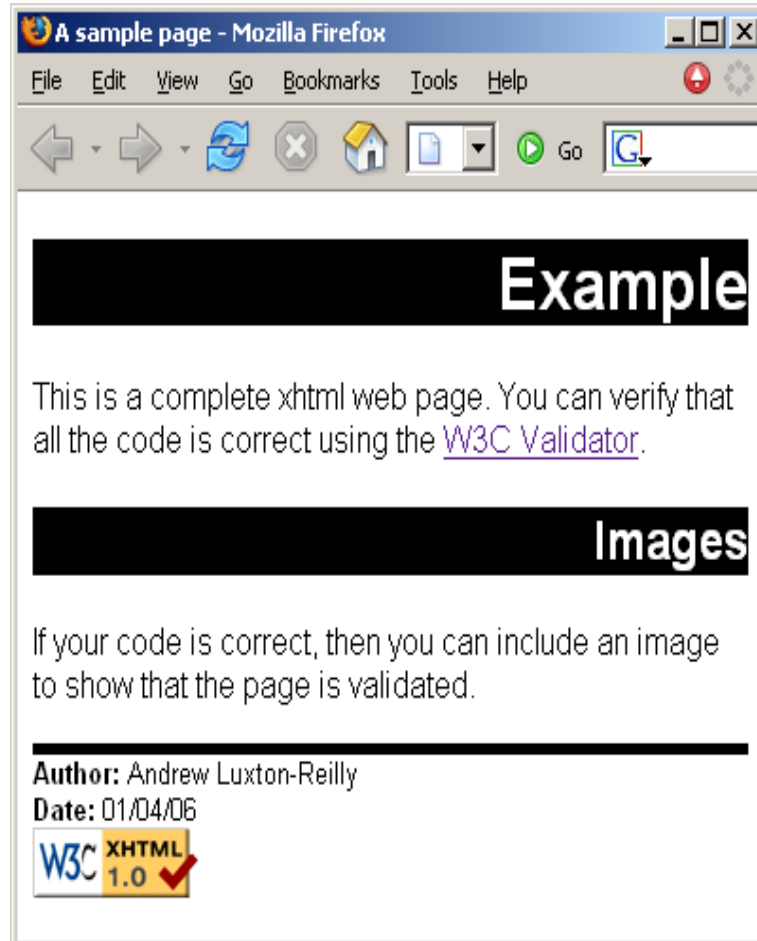 A sample page - Mozilla Firefox
File Edit View Go Bookmarks Tools Help
Go G
Example
This is a complete xhtml web page. You can verify that
all the code is correct using the W3C Validator.
Images
If your code is correct, then you can include an image
to show that the page is validated.
Author: Andrew Luxton-Reilly
Date: 01/04/06
W3C XHTML
1.0